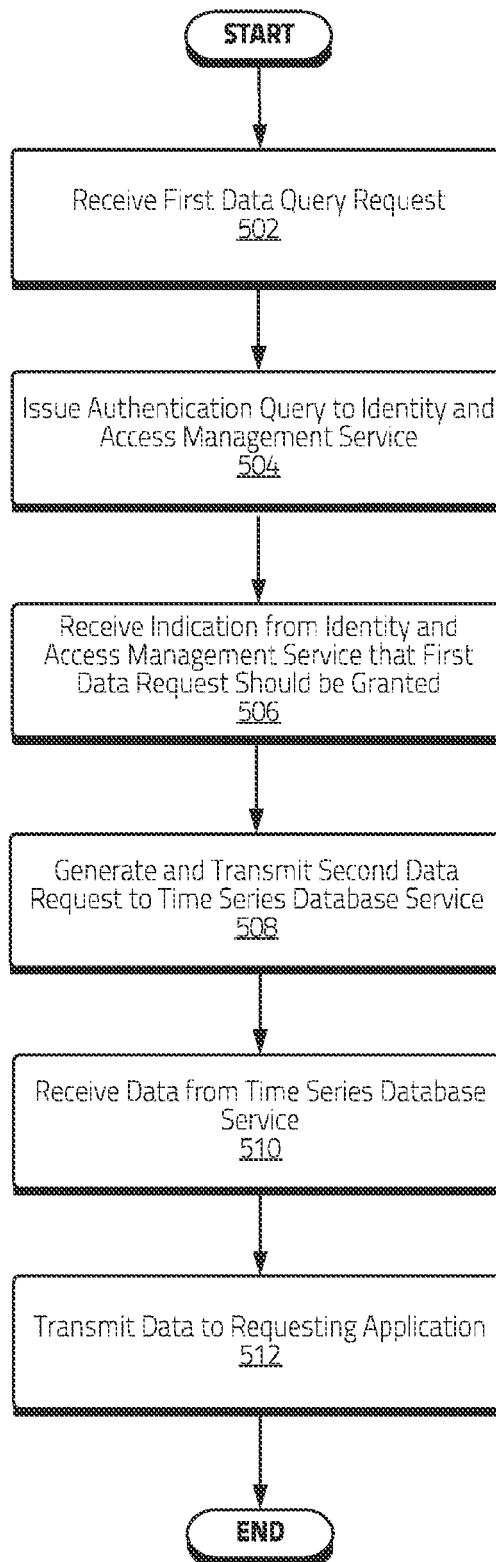 START
Receive First Data Query Request
502
Issue Authentication Query to Identity and
Access Management Service
504
Receive Indication from Identity and
Access Management Service that First
Data Request Should be Granted
506
Generate and Transmit Second Data
Request to Time Series Database Service
508
Receive Data from Time Series Database
Service
510
Transmit Data to Requesting Application
512
END